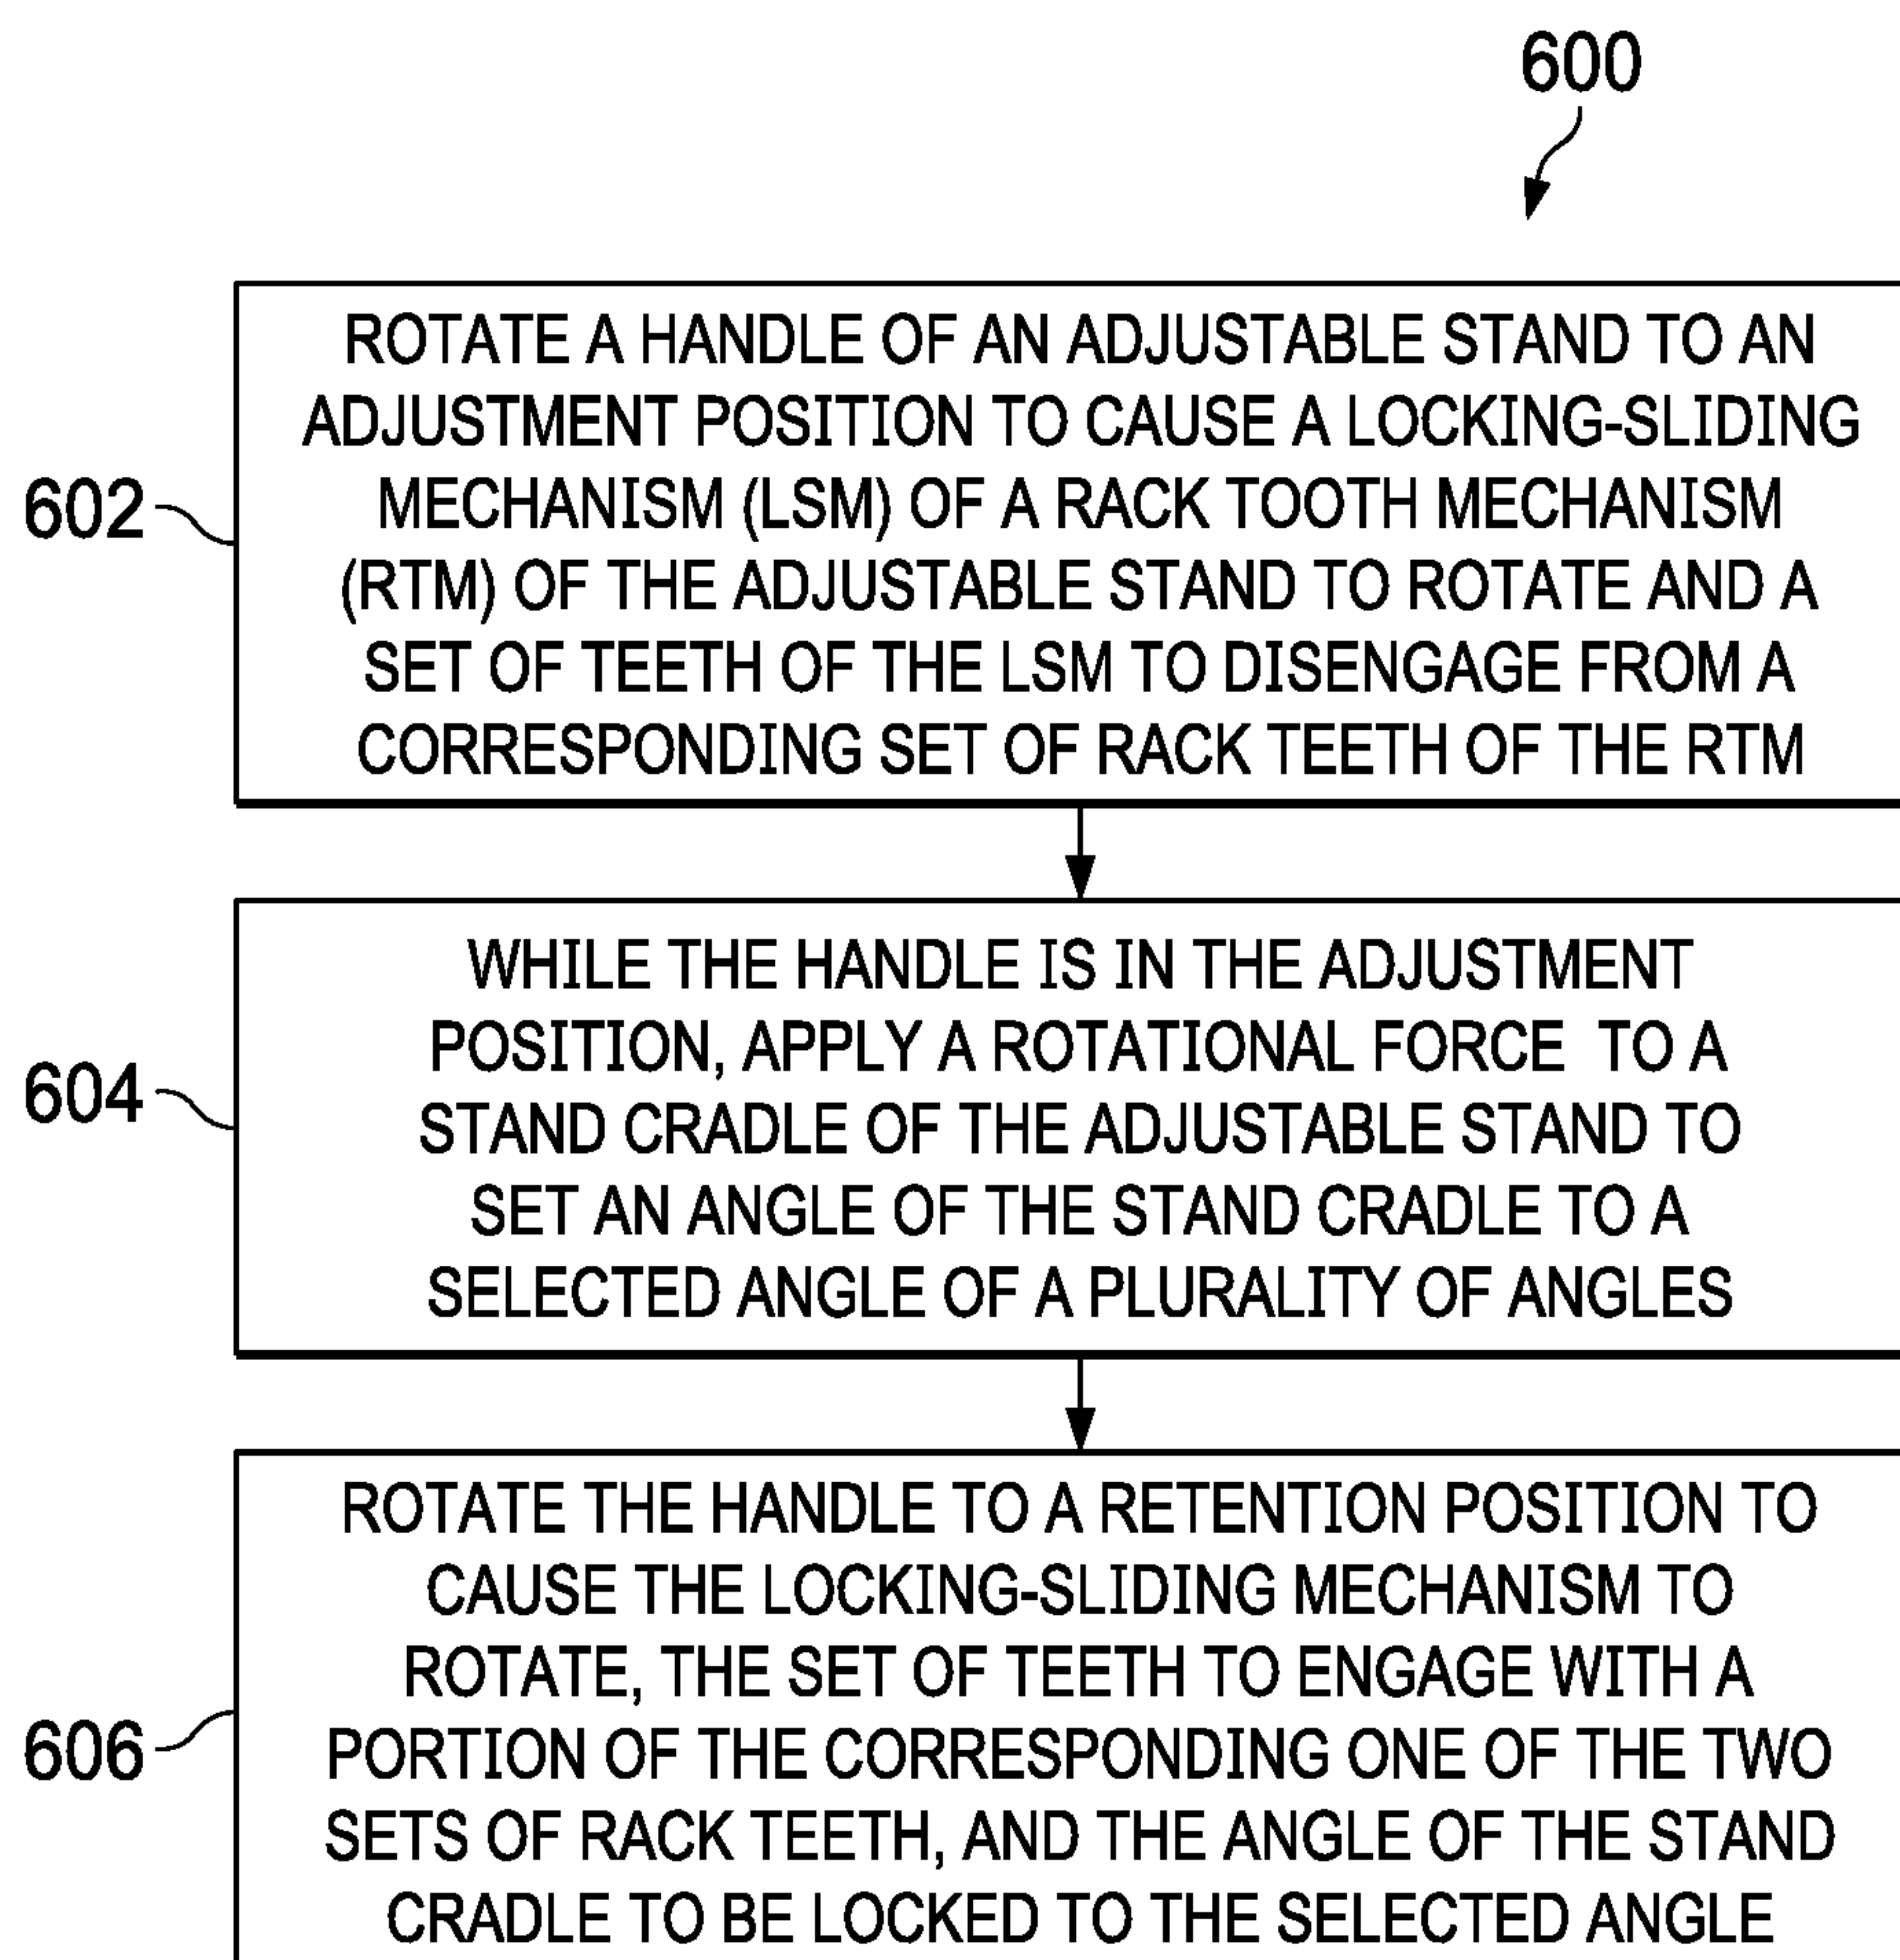 600
602
ROTATE A HANDLE OF AN ADJUSTABLE STAND TO AN
ADJUSTMENT POSITION TO CAUSE A LOCKING-SLIDING
MECHANISM (LSM) OF A RACK TOOTH MECHANISM
(RTM) OF THE ADJUSTABLE STAND TO ROTATE AND A
SET OF TEETH OF THE LSM TO DISENGAGE FROM A
CORRESPONDING SET OF RACK TEETH OF THE RTM
604
WHILE THE HANDLE IS IN THE ADJUSTMENT
POSITION, APPLY A ROTATIONAL FORCE TO A
STAND CRADLE OF THE ADJUSTABLE STAND TO
SET AN ANGLE OF THE STAND CRADLE TO A
SELECTED ANGLE OF A PLURALITY OF ANGLES
606
ROTATE THE HANDLE TO A RETENTION POSITION TO
CAUSE THE LOCKING-SLIDING MECHANISM TO
ROTATE, THE SET OF TEETH TO ENGAGE WITH A
PORTION OF THE CORRESPONDING ONE OF THE TWO
SETS OF RACK TEETH, AND THE ANGLE OF THE STAND
CRADLE TO BE LOCKED TO THE SELECTED ANGLE